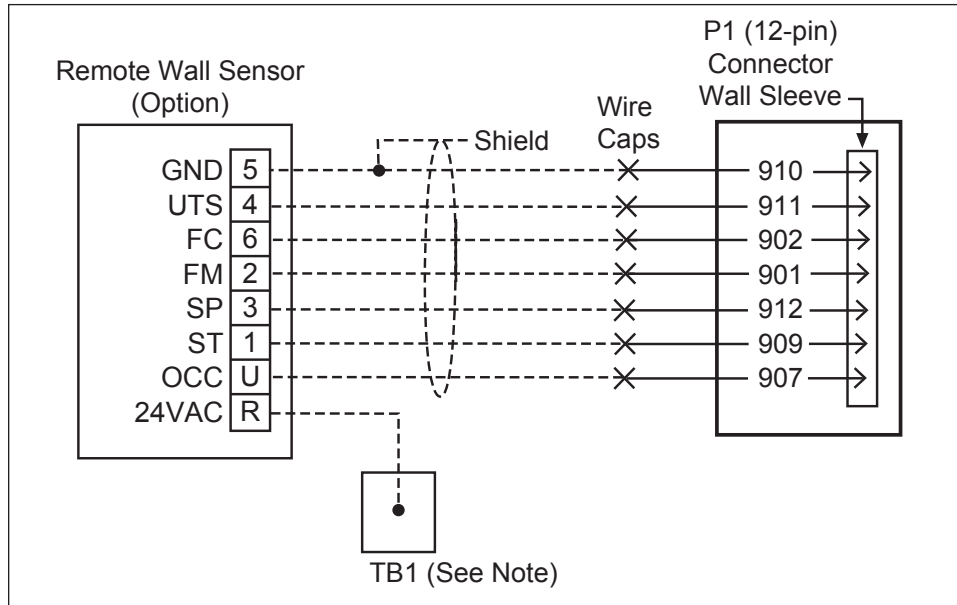 P1 (12-pin)
Connector
Wall Sleeve
Remote Wall Sensor
(Option)
Wire
Caps
Shield
GND 5 910
UTS 4 911
FC 6 902
FM 2 901
SP 3 912
ST 1 909
OCC U 907
24VAC R
TB1 (See Note)